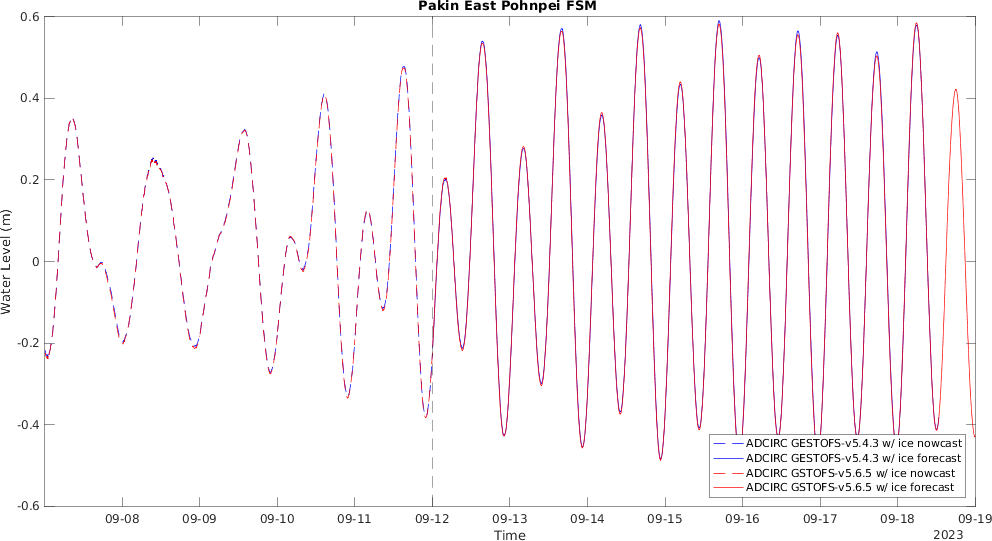 Pakin East Pohnpei FSM
0.6
0.4
0.2
0
-0.2
-0.4
-0.6
Water Level (m)
09-08 09-09 09-10 09-11 09-12 09-13 09-14 09-15 09-16 09-17 09-18 09-19
Time
2023
ADCIRC GESTOFS-v5.4.3 w/ ice nowcast
ADCIRC GESTOFS-v5.4.3 w/ ice forecast
ADCIRC GSTOFS-v5.6.5 w/ ice nowcast
ADCIRC GSTOFS-v5.6.5 w/ ice forecast